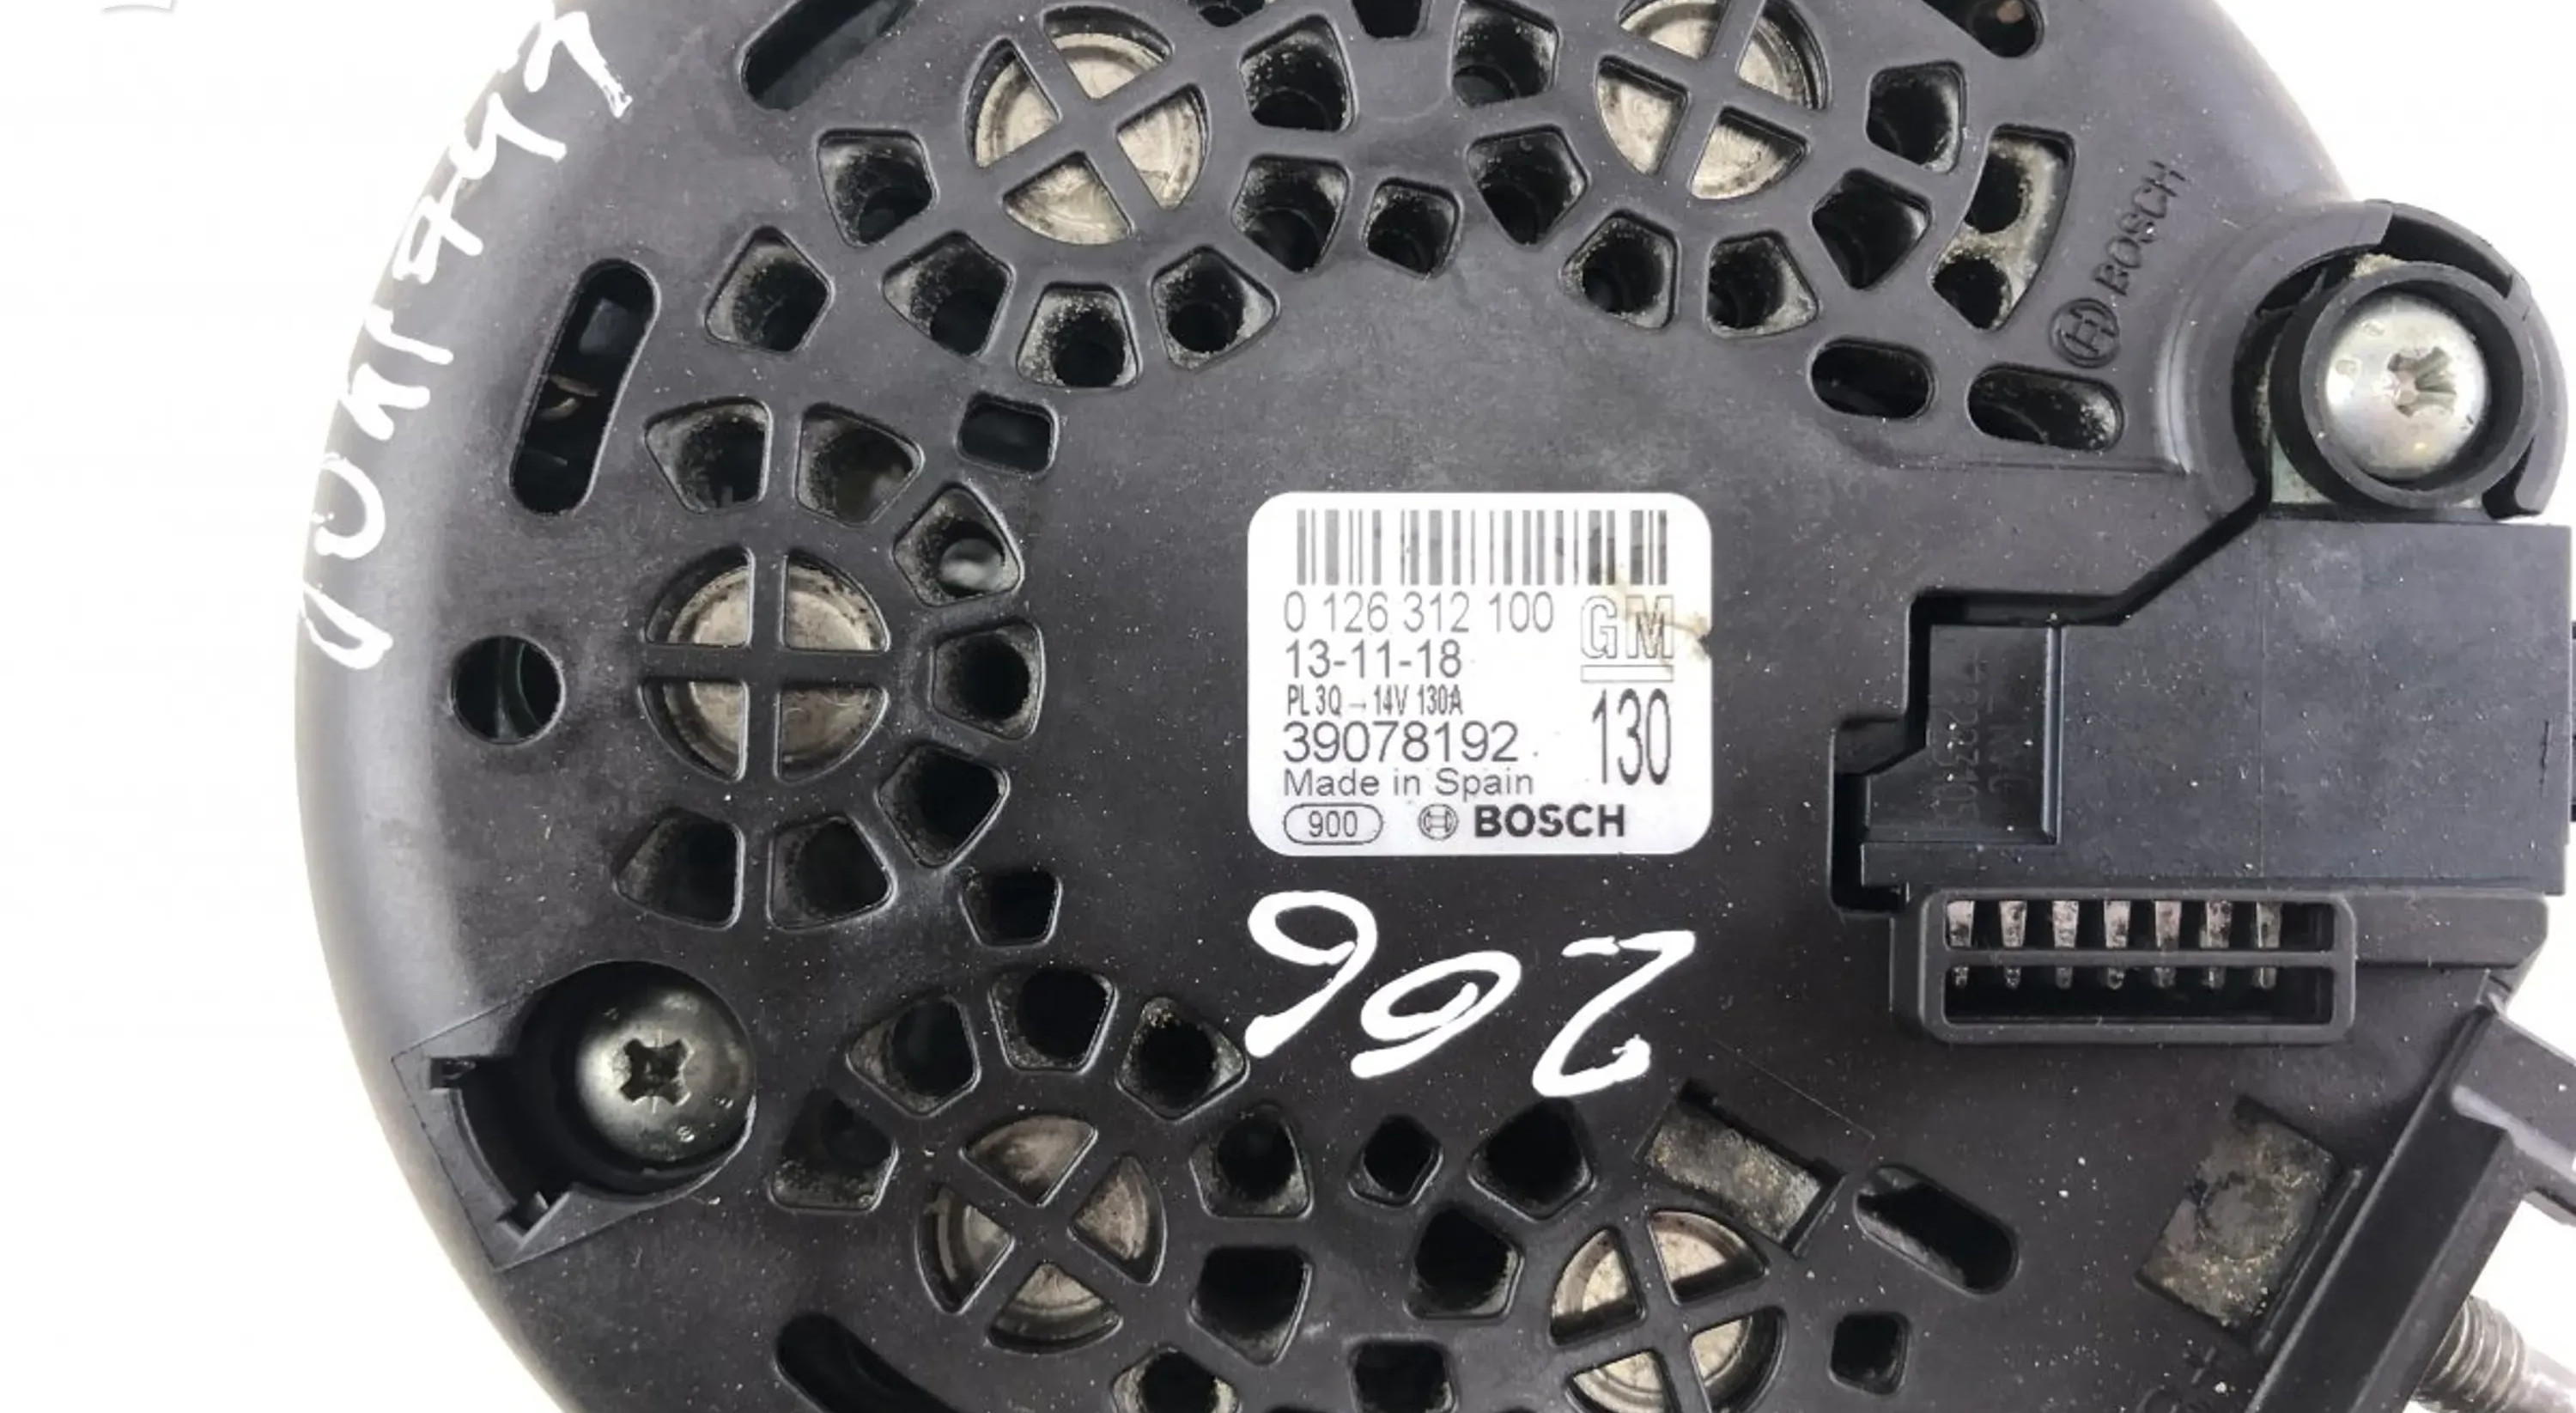 BOSCH
0 126 312 100
GM
13-11-18
PL 3Q → 14V 130A
39078192
130
Made in Spain
900
BOSCH
206